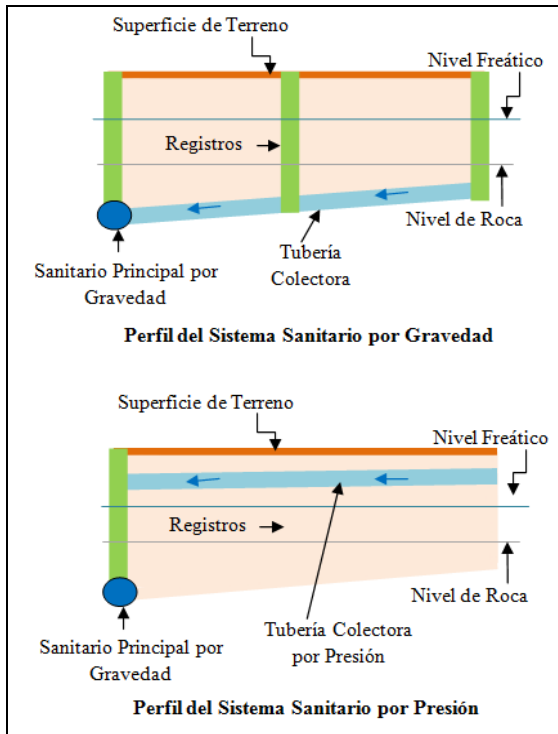 Superficie de Terreno
Nivel Freático
Registros
Nivel de Roca
Tubería
Colectora
Sanitario Principal por
Gravedad
Perfil del Sistema Sanitario por Gravedad
Superficie de Terreno
Nivel Freático
Registros
Nivel de Roca
Tubería Colectora
por Presión
Sanitario Principal por
Gravedad
Perfil del Sistema Sanitario por Presión